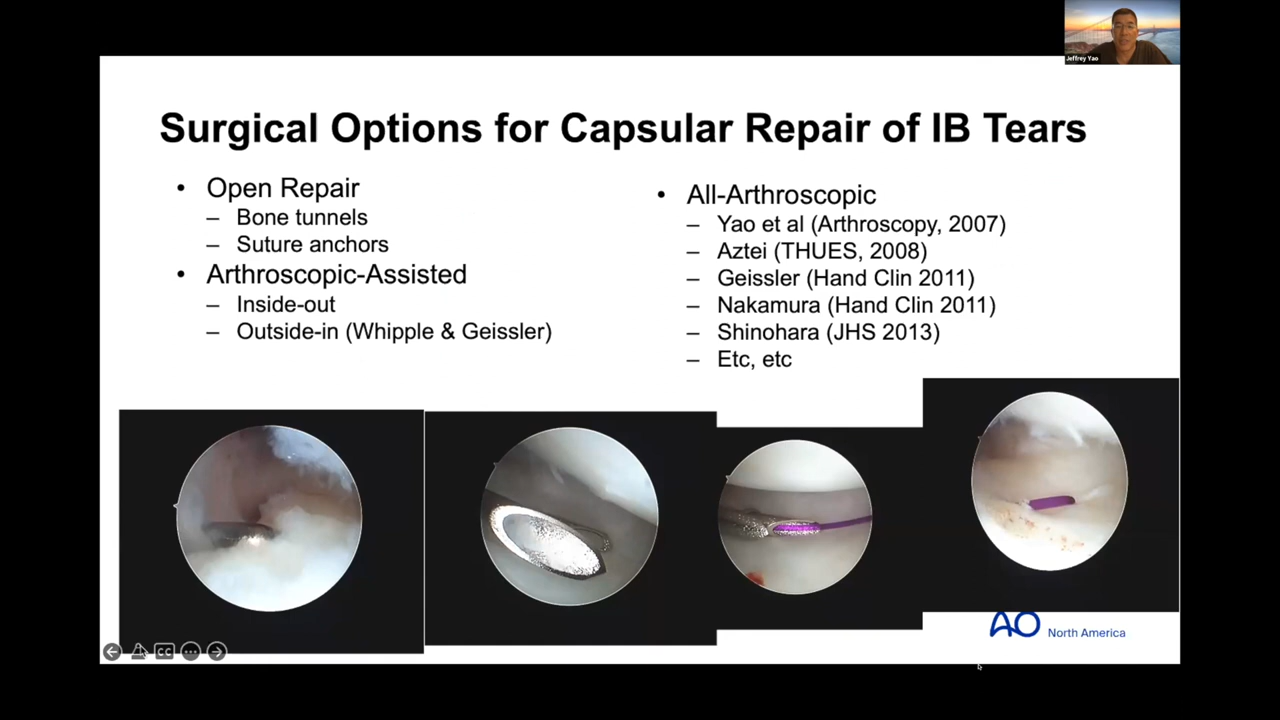 Jeffrey Yao
Surgical Options for Capsular Repair of IB Tears
• Open Repair
– Bone tunnels
– Suture anchors
• Arthroscopic-Assisted
– Inside-out
– Outside-in (Whipple & Geissler)
• All-Arthroscopic
– Yao et al (Arthroscopy, 2007)
– Aztei (THUES, 2008)
– Geissler (Hand Clin 2011)
– Nakamura (Hand Clin 2011)
– Shinohara (JHS 2013)
– Etc, etc
AO North America
CC